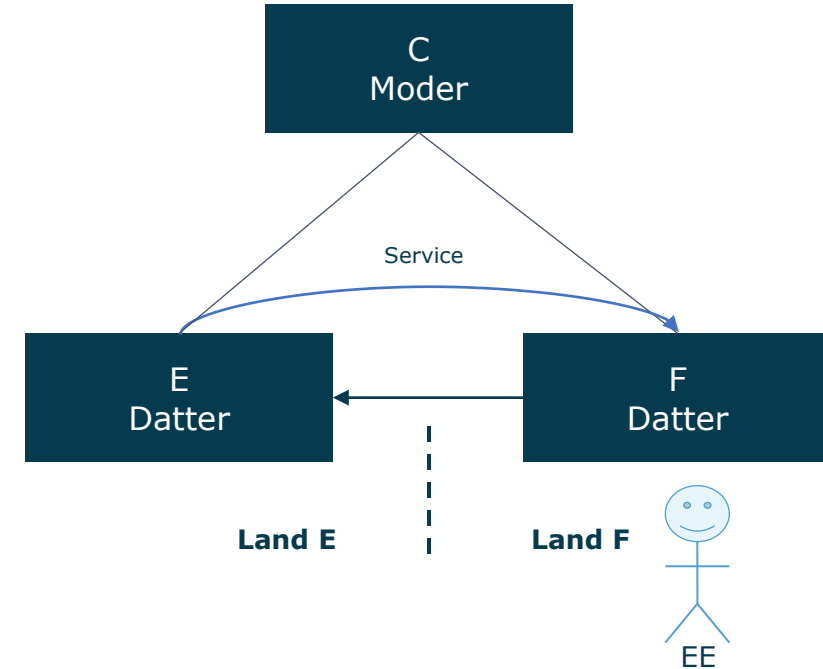 C
Moder
Service
E
Datter
F
Datter
Land E
Land F
EE